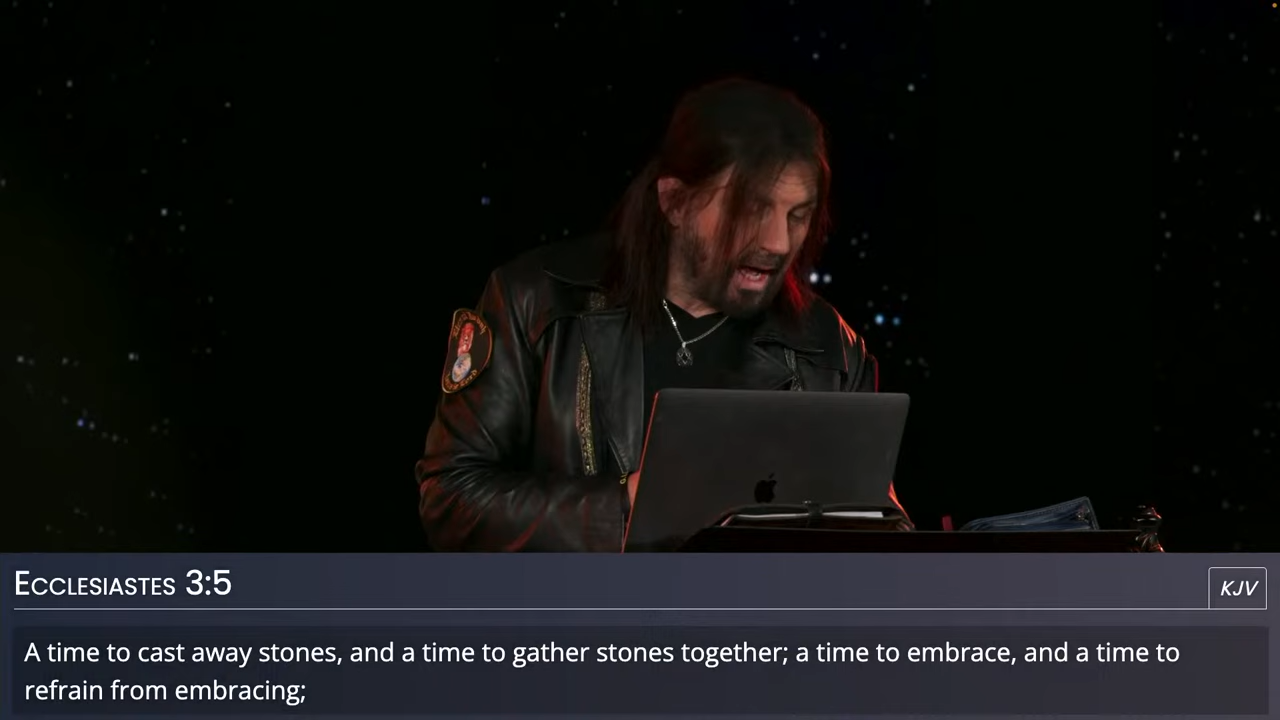 Ecclesiastes 3:5
KJV
A time to cast away stones, and a time to gather stones together; a time to embrace, and a time to
refrain from embracing;